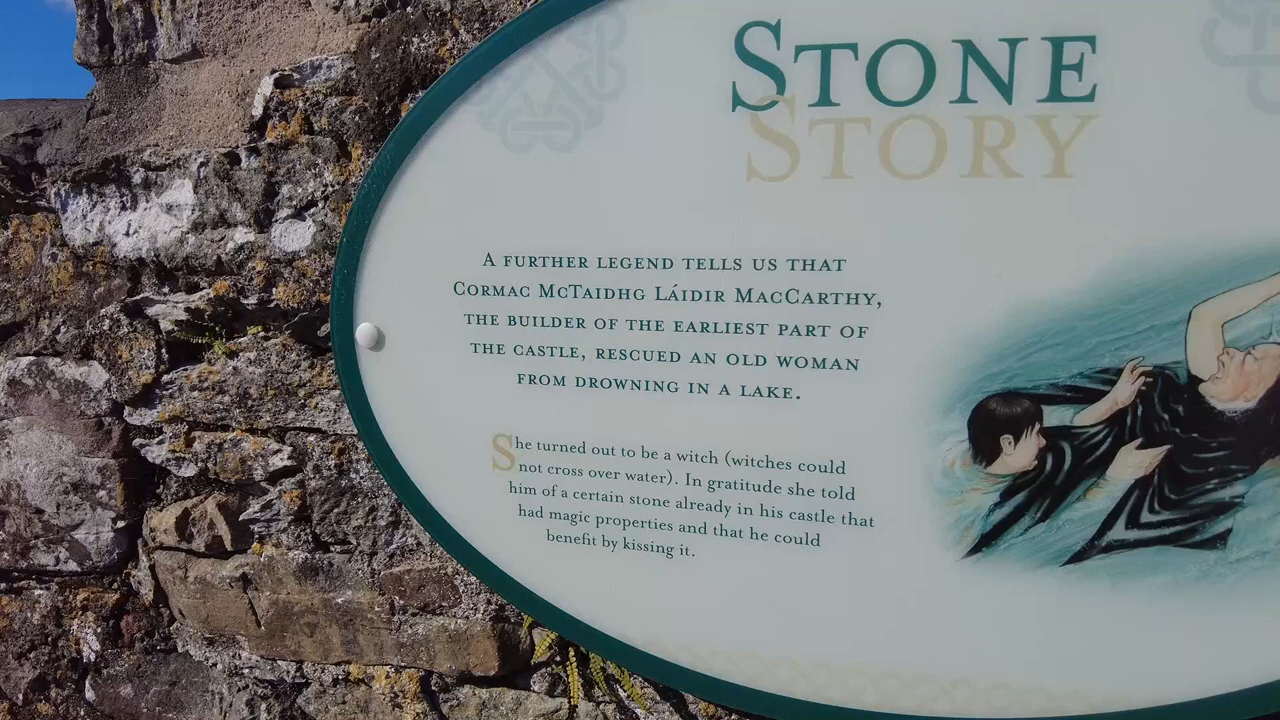 STONE
STORY
A FURTHER LEGEND TELLS US THAT
CORMAC MCTAIDHG LÁIDIR MACCARTHY,
THE BUILDER OF THE EARLIEST PART OF
THE CASTLE, RESCUED AN OLD WOMAN
FROM DROWNING IN A LAKE.
She turned out to be a witch (witches could
not cross over water). In gratitude she told
him of a certain stone already in his castle that
had magic properties and that he could
benefit by kissing it.